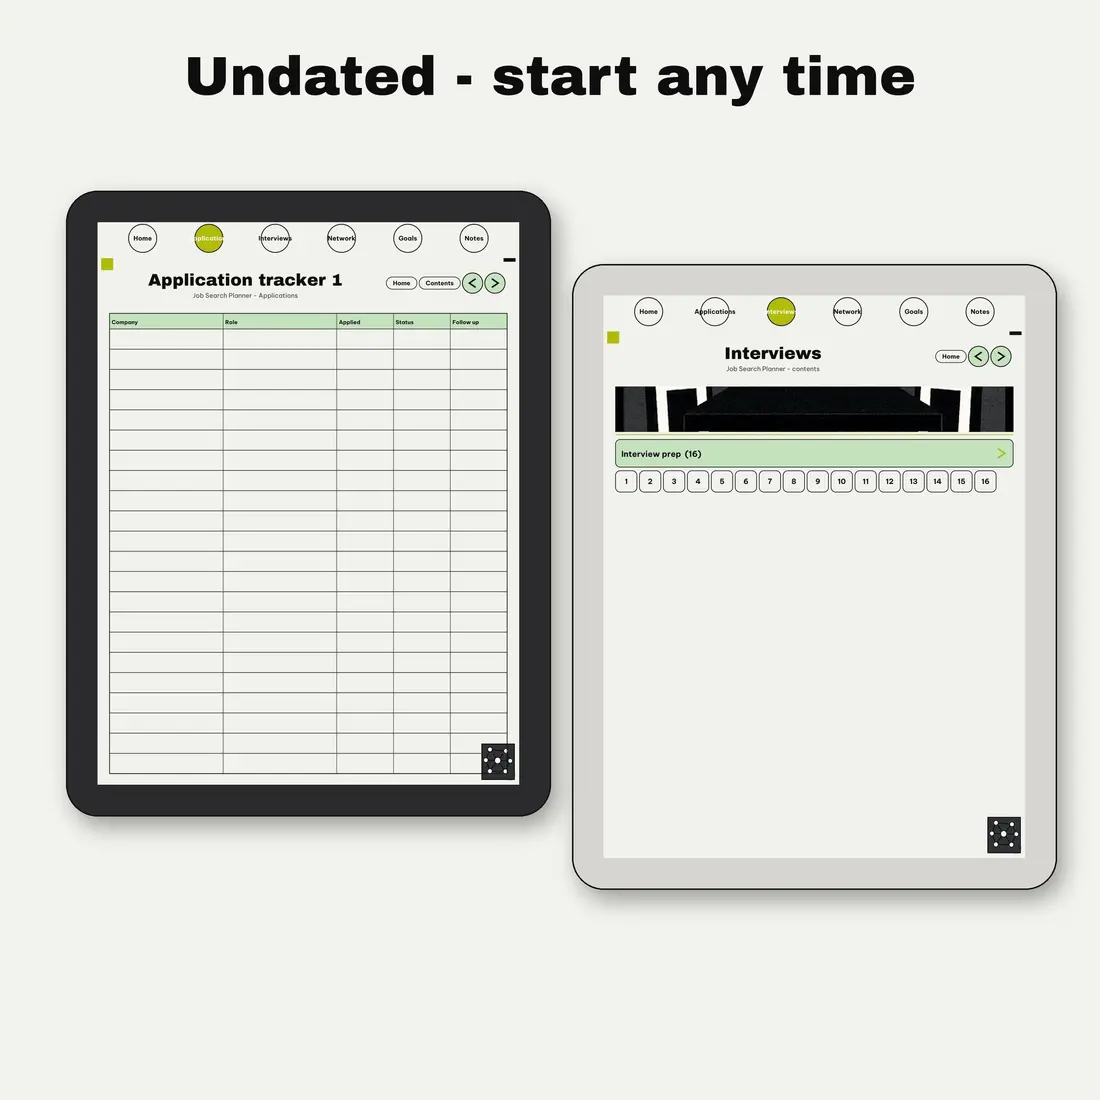 Undated - start any time
Home
Interviews
Network
Goals
Notes
Application tracker 1
Job Search Planner - Applications
Home Contents
Company Role Applied Status Follow up
Home Applications Network Goals Notes
Interviews
Job Search Planner - contents
Home
Interview prep (16)
1 2 3 4 5 6 7 8 9 10 11 12 13 14 15 16